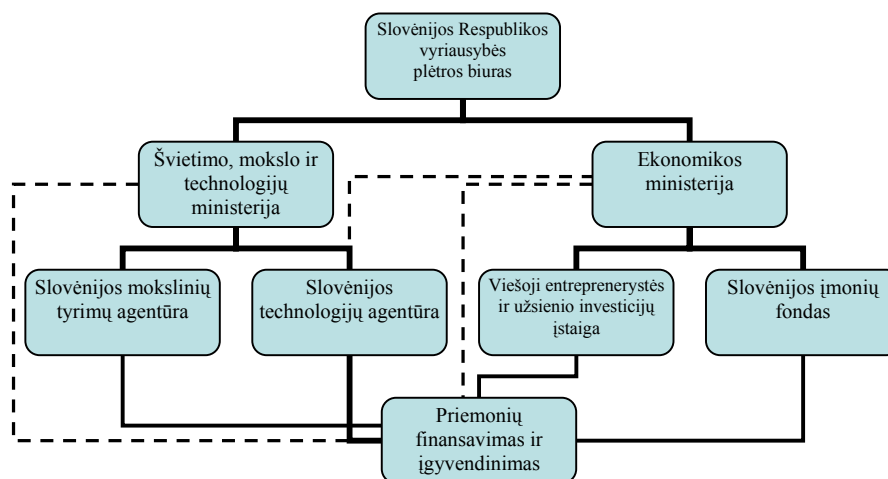 Slovėnijos Respublikos
vyriausybės
plėtros biuras
Švietimo, mokslo ir
technologijų
ministerija
Ekonomikos
ministerija
Slovėnijos mokslinių
tyrimų agentūra
Slovėnijos
technologijų agentūra
Viešoji entreprenerystės
ir užsienio investicijų
įstaiga
Slovėnijos įmonių
fondas
Priemonių
finansavimas ir
įgyvendinimas